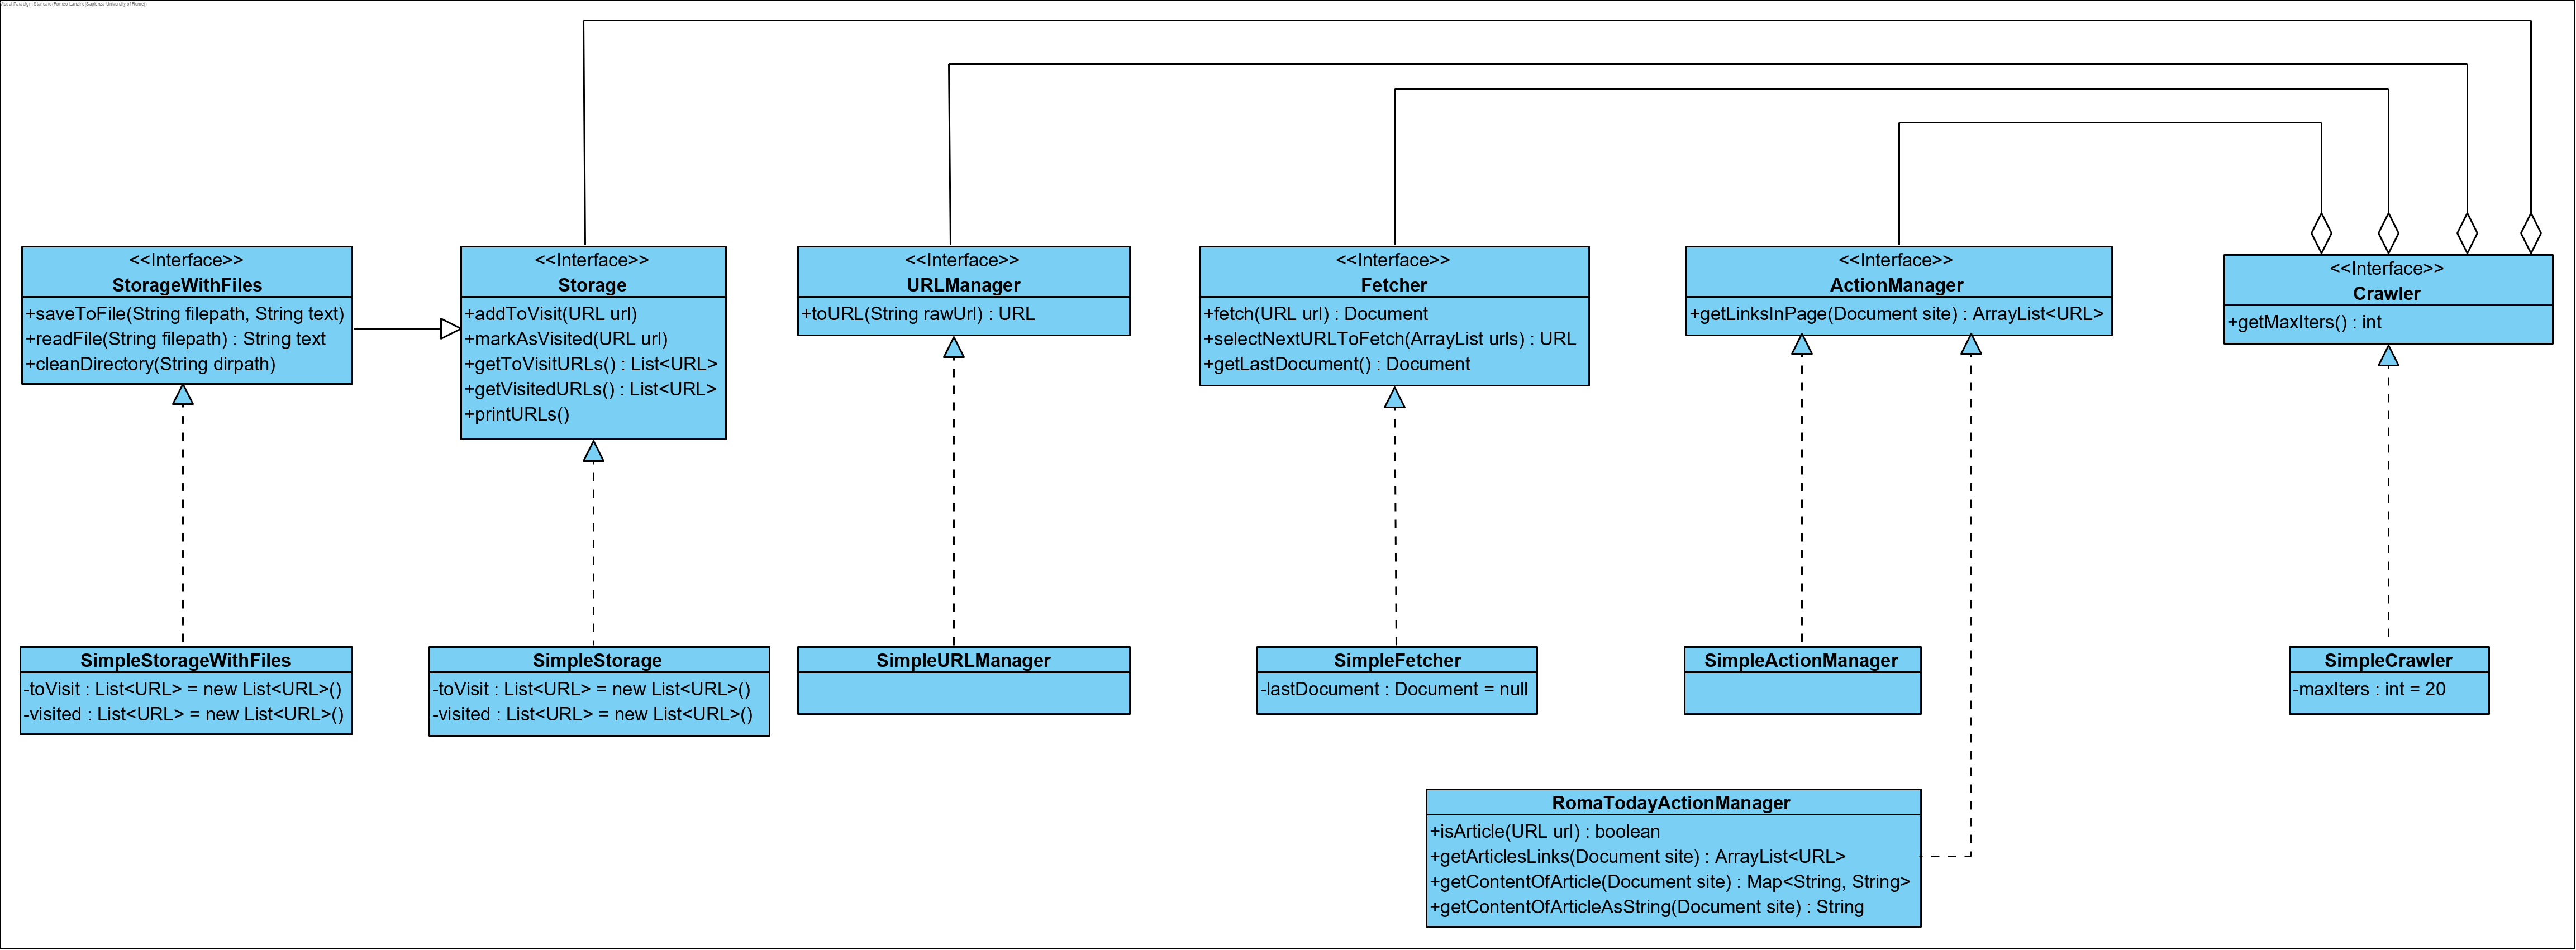 Visual Paradigm Standard(Romeo Lanzino(Sapienza University of Rome))
<<Interface>>
StorageWithFiles
+saveToFile(String filepath, String text)
+readFile(String filepath) : String text
+cleanDirectory(String dirpath)
<<Interface>>
Storage
+addToVisit(URL url)
+markAsVisited(URL url)
+getToVisitURLs() : List<URL>
+getVisitedURLs() : List<URL>
+printURLs()
<<Interface>>
URLManager
+toURL(String rawUrl) : URL
<<Interface>>
Fetcher
+fetch(URL url) : Document
+selectNextURLToFetch(ArrayList urls) : URL
+getLastDocument() : Document
<<Interface>>
ActionManager
+getLinksInPage(Document site) : ArrayList<URL>
<<Interface>>
Crawler
+getMaxIters() : int
SimpleStorageWithFiles
-toVisit : List<URL> = new List<URL>()
-visited : List<URL> = new List<URL>()
SimpleStorage
-toVisit : List<URL> = new List<URL>()
-visited : List<URL> = new List<URL>()
SimpleURLManager
SimpleFetcher
-lastDocument : Document = null
SimpleActionManager
SimpleCrawler
-maxIters : int = 20
RomaTodayActionManager
+isArticle(URL url) : boolean
+getArticlesLinks(Document site) : ArrayList<URL>
+getContentOfArticle(Document site) : Map<String, String>
+getContentOfArticleAsString(Document site) : String